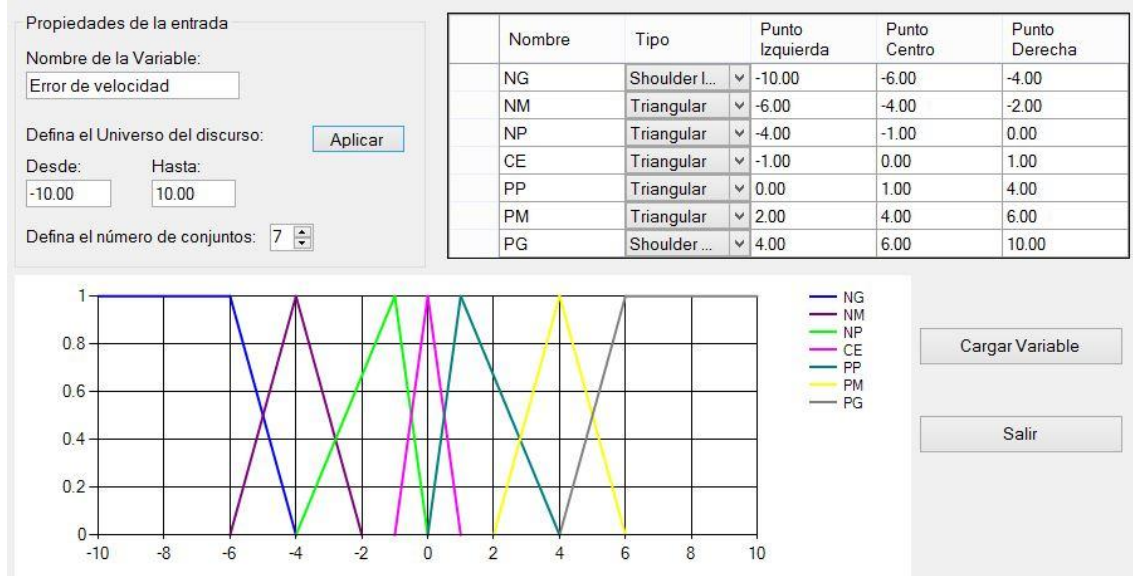 Propiedades de la entrada
Nombre de la Variable:
Error de velocidad
Defina el Universo del discurso:
Aplicar
Desde: Hasta:
-10.00 10.00
Defina el número de conjuntos: 7
Nombre Tipo Punto Izquierda Punto Centro Punto Derecha
NG Shoulder I... -10.00 -6.00 -4.00
NM Triangular -6.00 -4.00 -2.00
NP Triangular -4.00 -1.00 0.00
CE Triangular -1.00 0.00 1.00
PP Triangular 0.00 1.00 4.00
PM Triangular 2.00 4.00 6.00
PG Shoulder ... 4.00 6.00 10.00
1
0.8
0.6
0.4
0.2
0
-10 -8 -6 -4 -2 0 2 4 6 8 10
NG
NM
NP
CE
PP
PM
PG
Cargar Variable
Salir